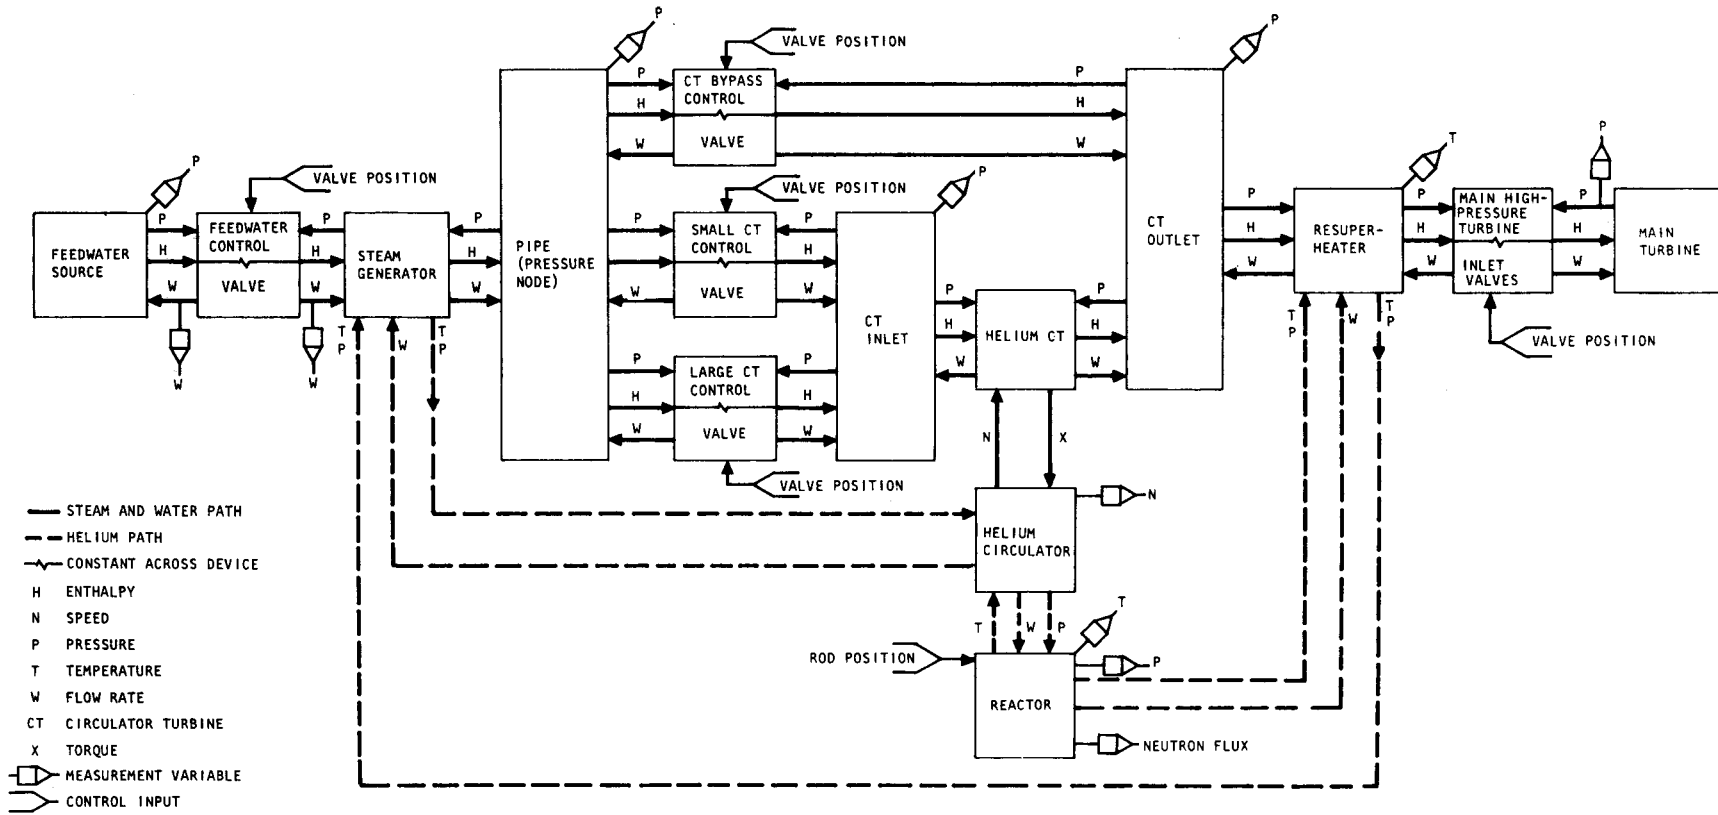 P
P
VALVE POSITION
P
CT BYPASS
CONTROL
P
H
H
VALVE
W
W
P
T
P
VALVE POSITION
VALVE POSITION
P
P
FEEDWATER
SOURCE
P
H
W
FEEDWATER
CONTROL
VALVE
P
H
W
STEAM
GENERATOR
P
H
W
PIPE
(PRESSURE
NODE)
P
H
W
SMALL CT
CONTROL
VALVE
P
H
W
CT
INLET
P
H
W
HELIUM CT
P
H
W
CT
OUTLET
P
H
W
RESUPER-
HEATER
P
H
W
MAIN HIGH-
PRESSURE
TURBINE
INLET
VALVES
P
H
W
MAIN
TURBINE
W
W
T
P
W
T
P
T
P
W
T
P
VALVE POSITION
P
H
W
LARGE CT
CONTROL
VALVE
P
H
W
VALVE POSITION
N
X
HELIUM
CIRCULATOR
N
T
W
P
T
ROD POSITION
P
REACTOR
NEUTRON FLUX
STEAM AND WATER PATH
HELIUM PATH
CONSTANT ACROSS DEVICE
H ENTHALPY
N SPEED
P PRESSURE
T TEMPERATURE
W FLOW RATE
CT CIRCULATOR TURBINE
X TORQUE
MEASUREMENT VARIABLE
CONTROL INPUT